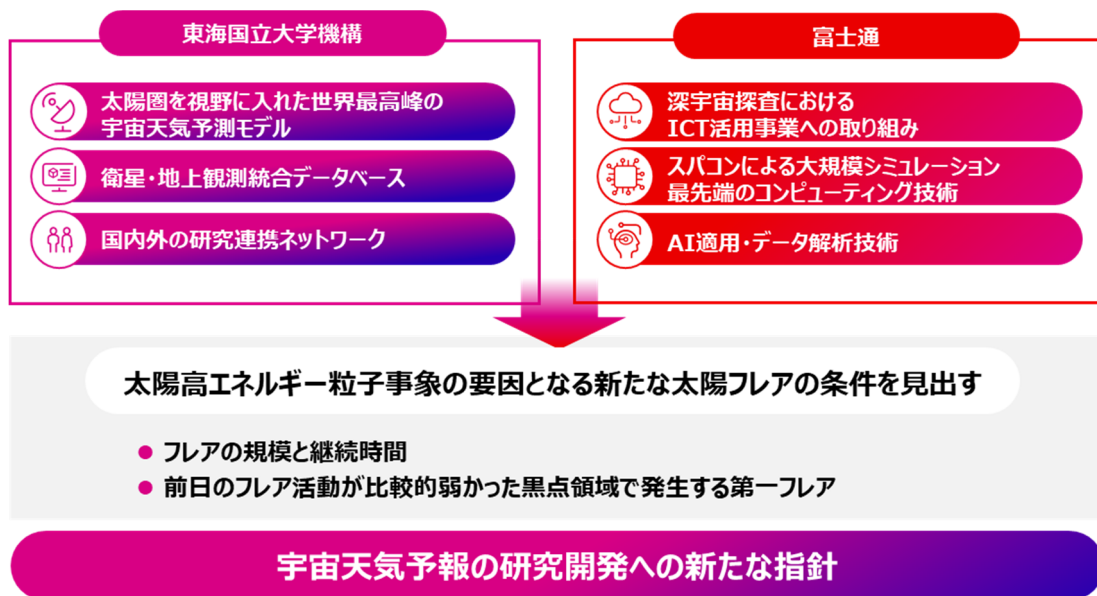 東海国立大学機構
太陽圏を視野に入れた世界最高峰の
宇宙天気予測モデル
衛星・地上観測統合データベース
国内外の研究連携ネットワーク
富士通
深宇宙探査における
ICT活用事業への取り組み
スパコンによる大規模シミュレーション
最先端のコンピューティング技術
AI適用・データ解析技術
太陽高エネルギー粒子事象の要因となる新たな太陽フレアの条件を見出す
● フレアの規模と継続時間
● 前日のフレア活動が比較的弱かった黒点領域で発生する第一フレア
宇宙天気予報の研究開発への新たな指針